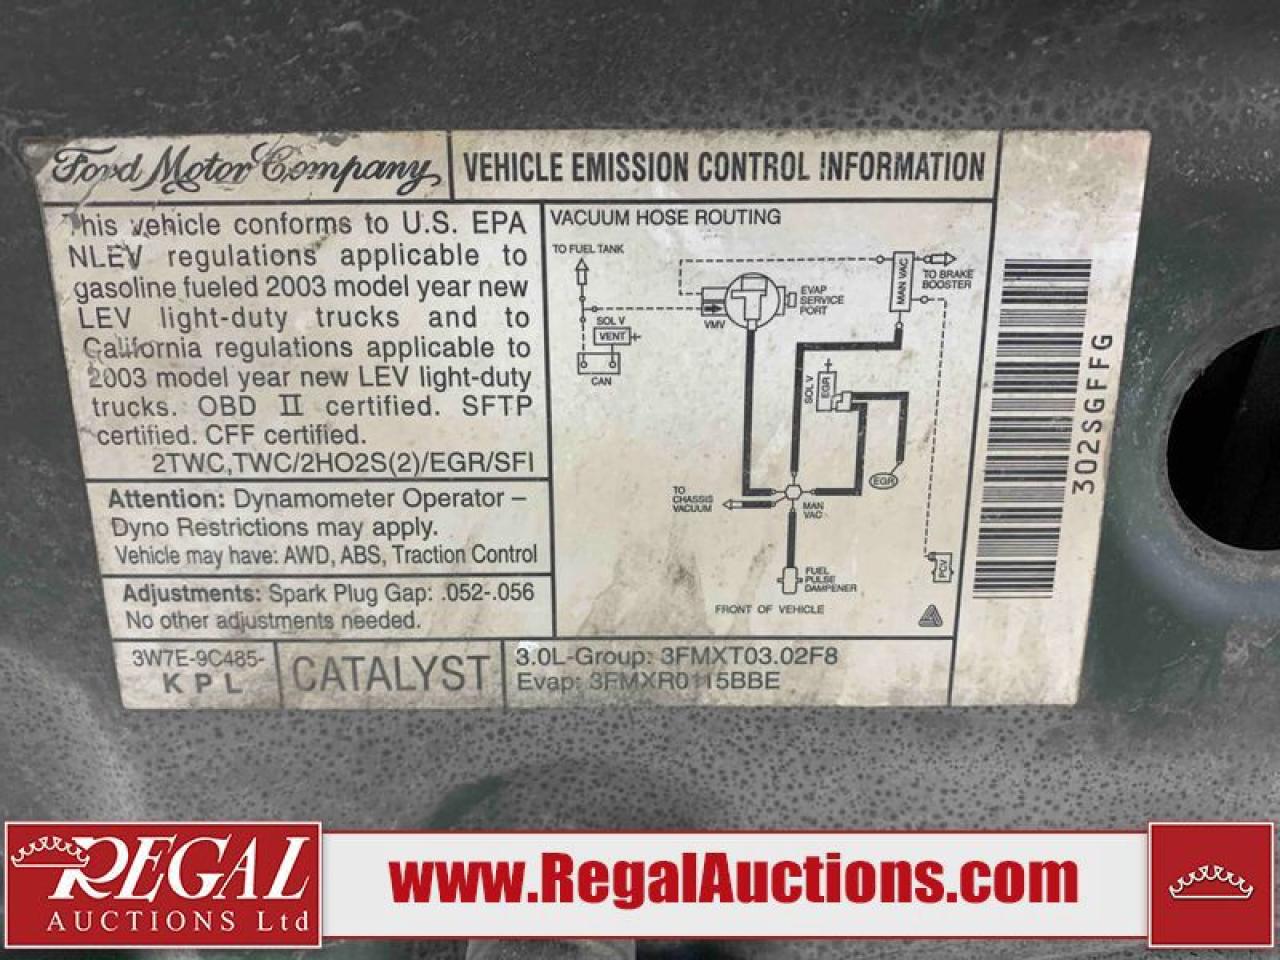 Ford Motor Company
VEHICLE EMISSION CONTROL INFORMATION
This vehicle conforms to U.S. EPA
NLEV regulations applicable to
gasoline fueled 2003 model year new
LEV light-duty trucks and to
California regulations applicable to
2003 model year new LEV light-duty
trucks. OBD II certified. SFTP
certified. CFF certified.
2TWC,TWC/2HO2S(2)/EGR/SFI
Attention: Dynamometer Operator –
Dyno Restrictions may apply.
Vehicle may have: AWD, ABS, Traction Control
Adjustments: Spark Plug Gap: .052-.056
No other adjustments needed.
3W7E-9C485-
KPL
CATALYST
3.0L-Group: 3FMXT03.02F8
Evap: 3FMXR0115BBE
VACUUM HOSE ROUTING
TO FUEL TANK
SOL V
VENT
CAN
VMV
EVAP
SERVICE
PORT
MAN VAC
TO BRAKE
BOOSTER
SOL V
EGR
EGR
TO
CHASSIS
VACUUM
MAN
VAC
FUEL
PULSE
DAMPENER
PCV
FRONT OF VEHICLE
302SGFFG
REGAL
AUCTIONS Ltd
www.RegalAuctions.com